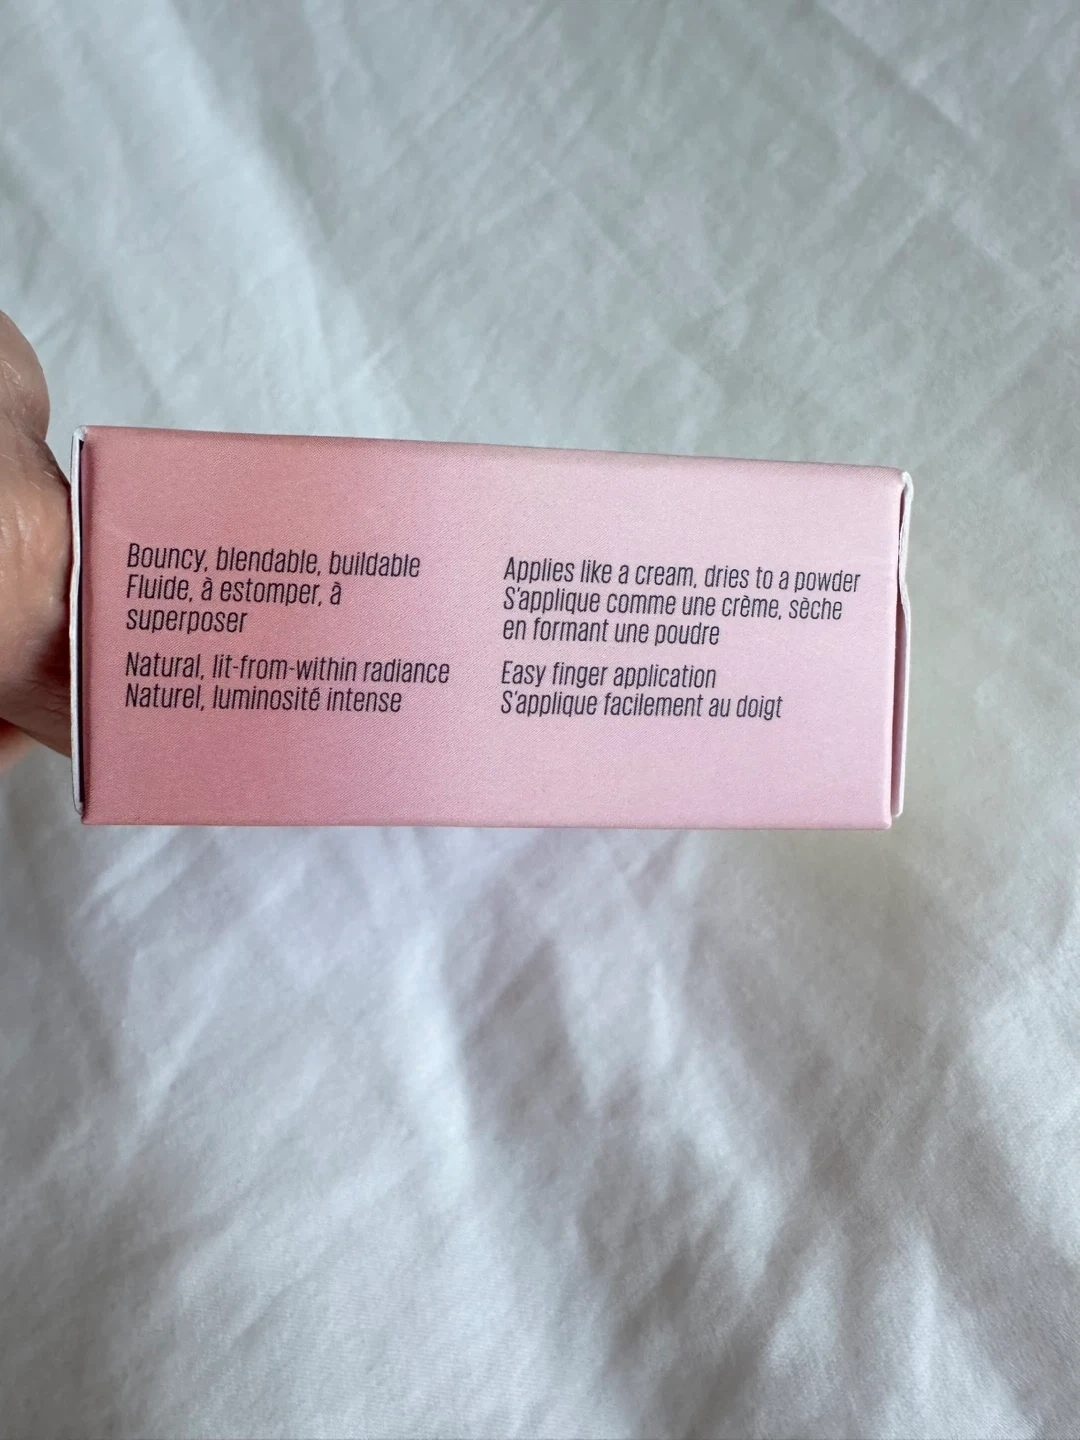 Bouncy, blendable, buildable
Fluide, à estomper, à
superposer
Natural, lit-from-within radiance
Naturel, luminosité intense
Applies like a cream, dries to a powder
S'applique comme une crème, sèche
en formant une poudre
Easy finger application
S'applique facilement au doigt